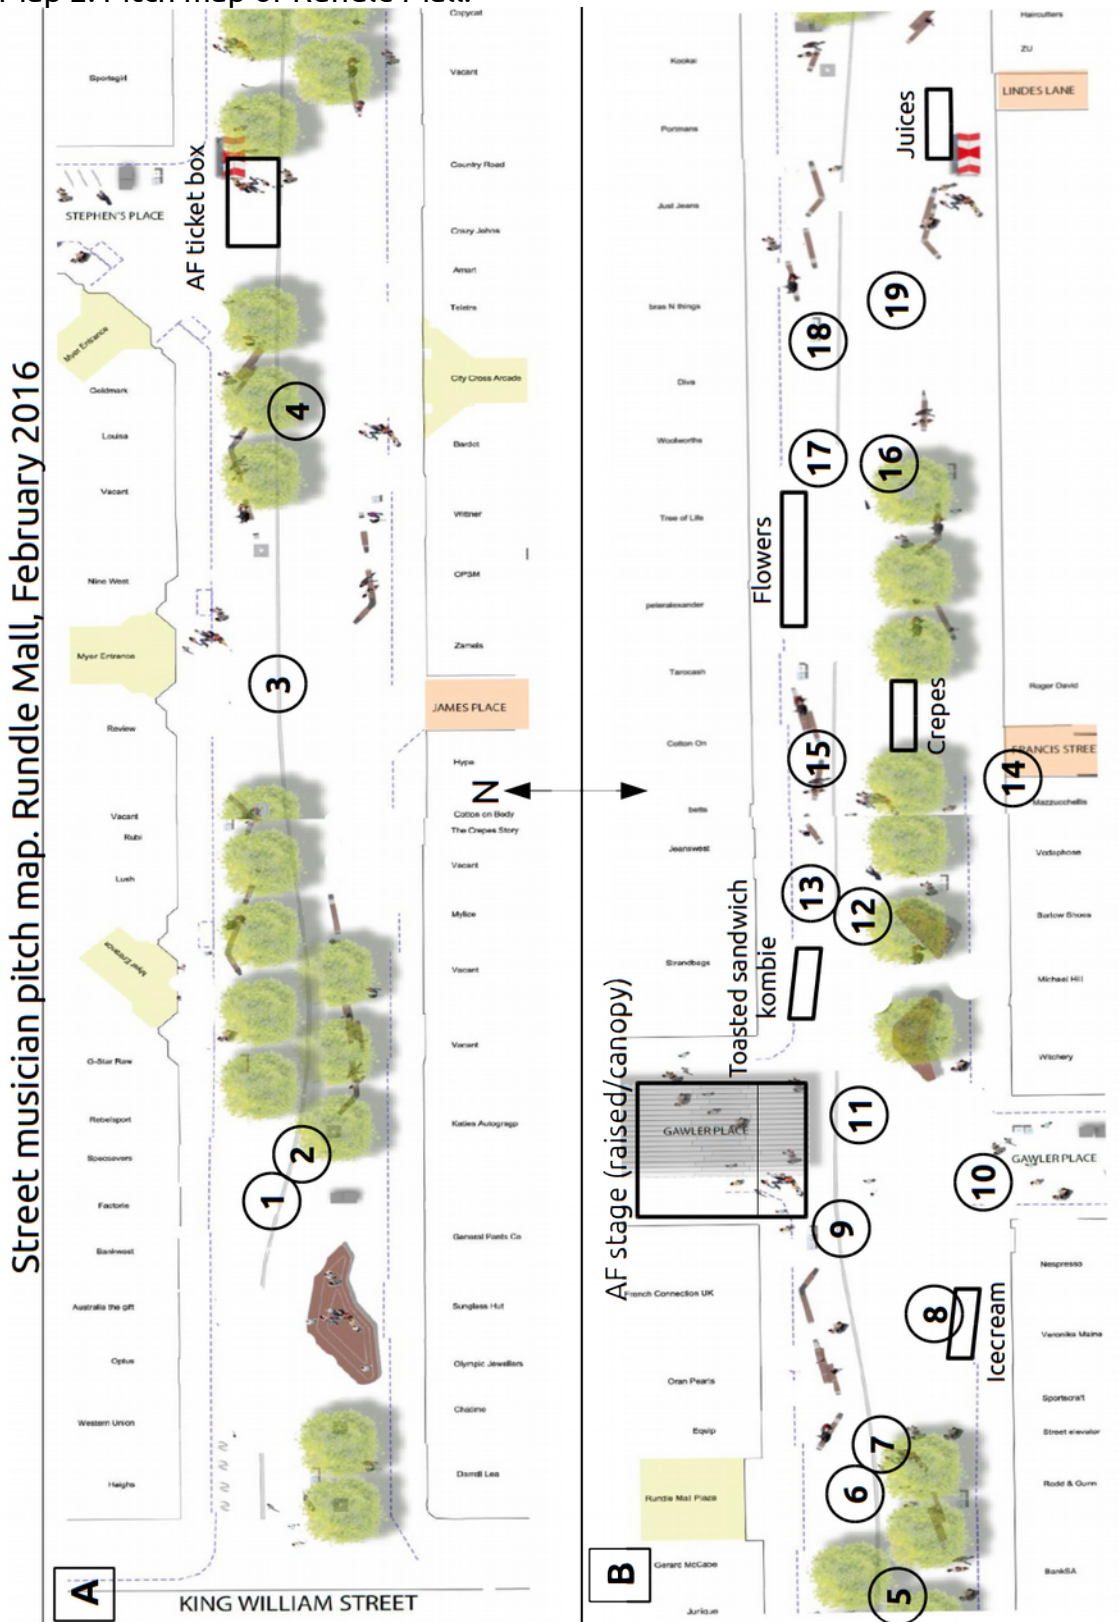 Map 2. Pitch map of Rundle Mall.
Street musician pitch map. Rundle Mall, February 2016
A
Sportsgirl
STEPHEN'S PLACE
AF ticket box
Myer Entrance
Goldmark
Louisa
Vacant
Nine West
Myer Entrance
Review
Vacant
Rubi
Lush
Myer Entrance
G-Star Raw
Rebelsport
Specsavers
Factorie
Bankwest
Australia the gift
Optus
Western Union
Haighs
KING WILLIAM STREET
Copycat
Vacant
Country Road
Crazy Johns
Amart
Telstra
City Cross Arcade
Bardot
Wittner
OPSM
Zamels
JAMES PLACE
Hype
Cotton on Body
The Crepes Story
Vacant
Mylice
Vacant
Vacant
Katies Autograpp
General Pants Co
Sunglass Hut
Olympic Jewellers
Chatime
Darrell Lea
4
3
2
1
N
B
Kookai
Portmans
Just Jeans
bras N things
Diva
Woolworths
Tree of Life
peteralexander
Tarocash
Cotton On
betts
Jeanswest
Strandbags
GAWLER PLACE
French Connection UK
Oran Pearls
Equip
Rundle Mall Plaza
Gerard McCabe
Jurlique
Flowers
Toasted sandwich
kombie
AF stage (raised/canopy)
Juices
Crepes
Icecream
Haircutters
ZU
LINDES LANE
Roger David
FRANCIS STREE
Mazzucchellis
Vodaphone
Barlow Shoes
Michael Hill
Witchery
GAWLER PLACE
Nespresso
Veronika Maine
Sportscraft
Street elevator
Rodd & Gunn
BankSA
19
18
17
16
15
14
13
12
11
10
9
8
7
6
5